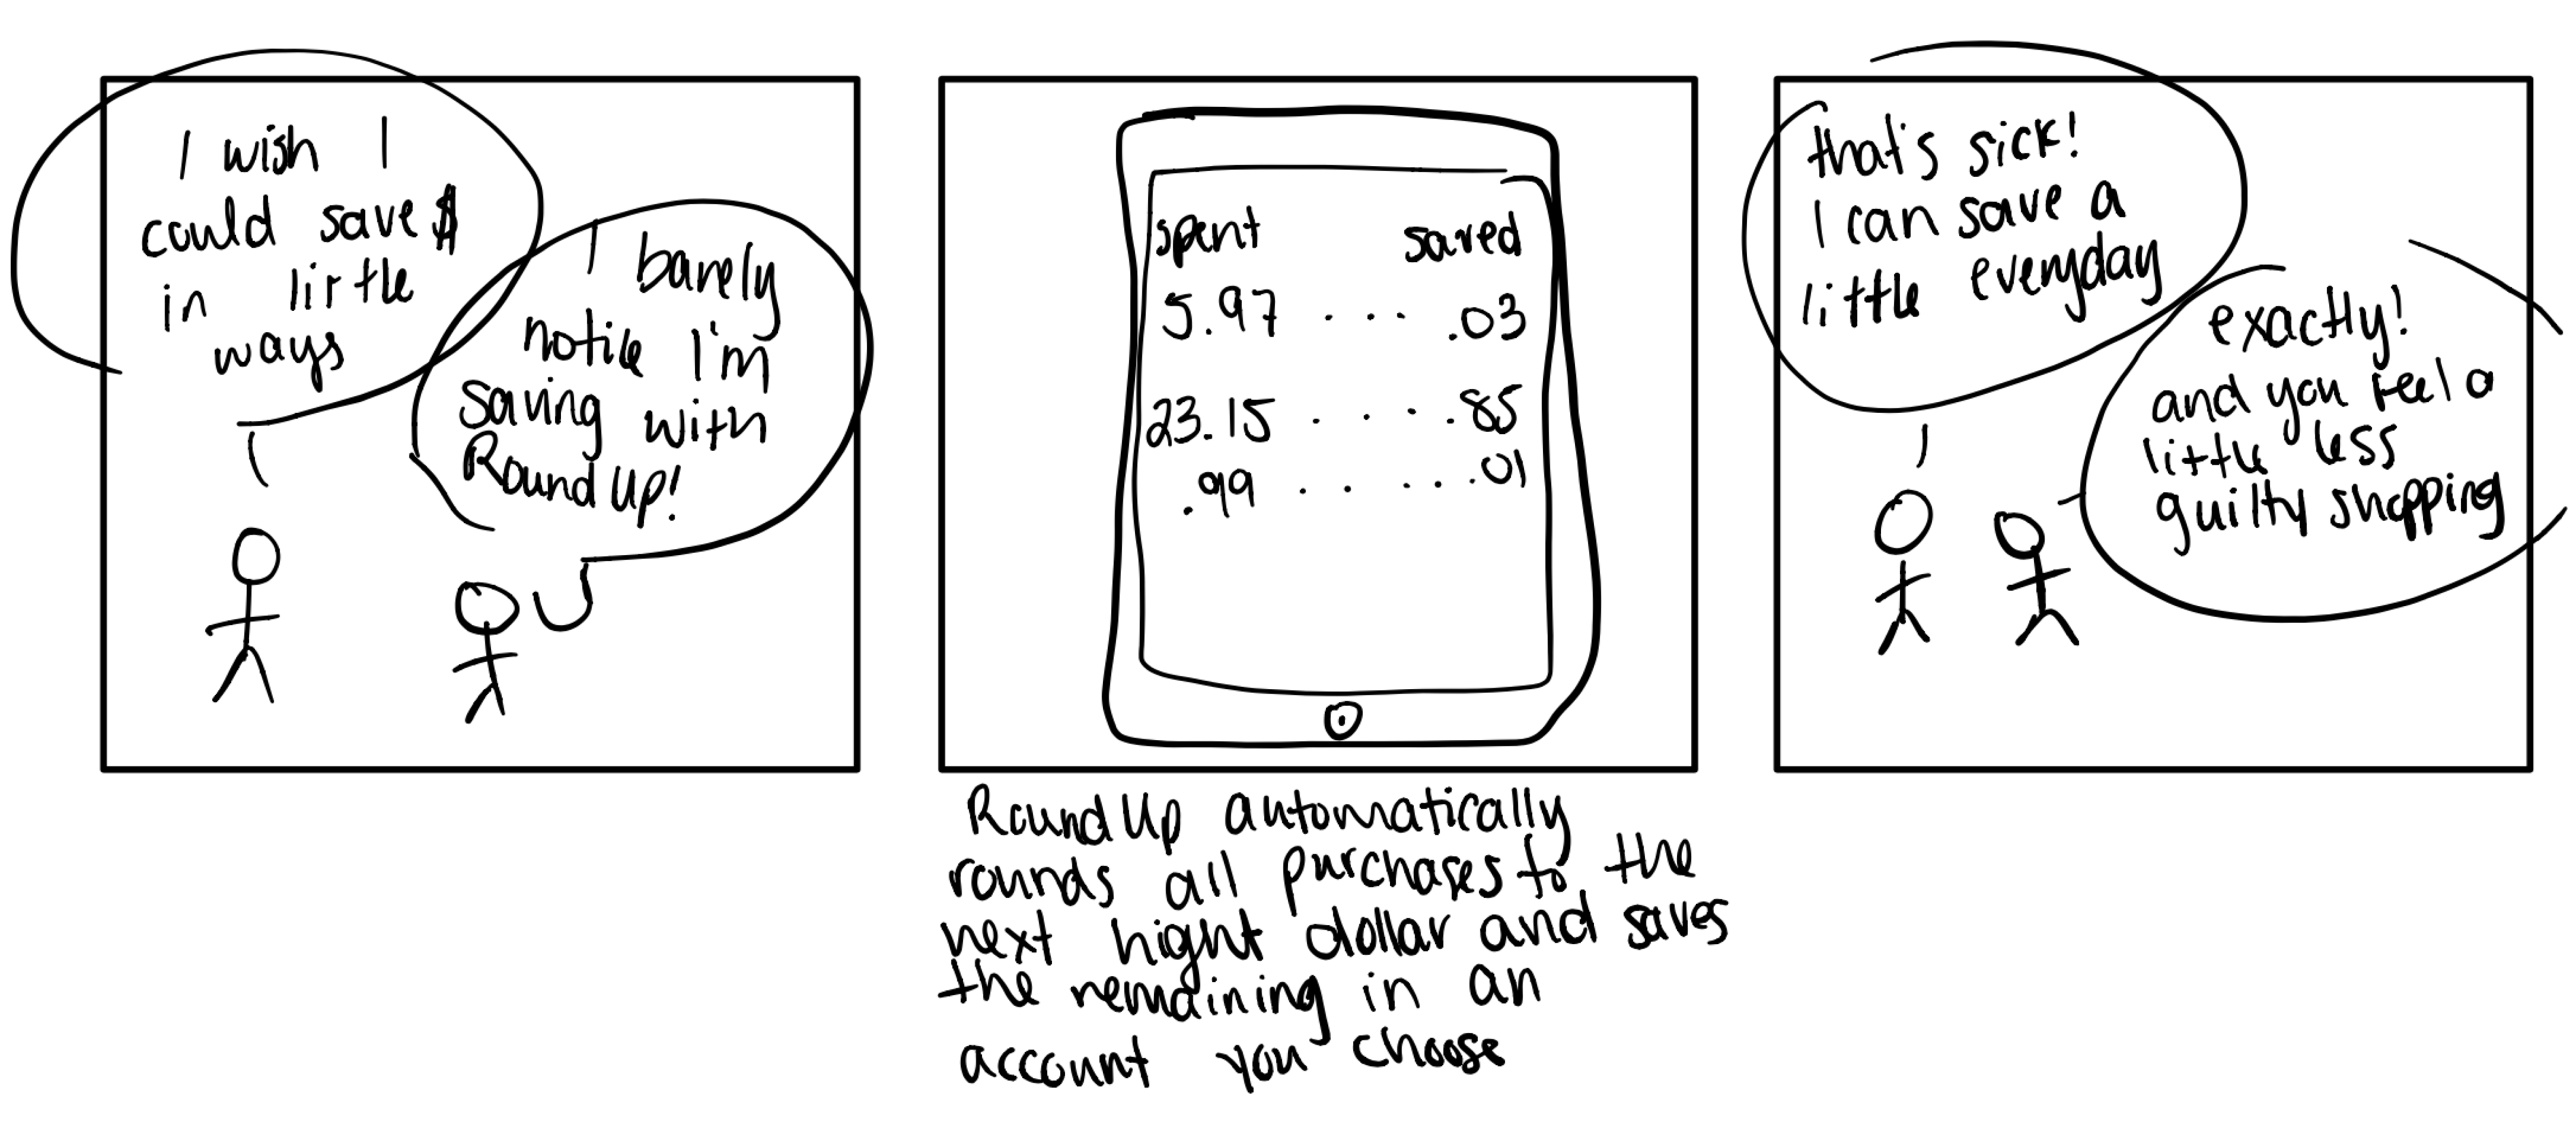 I wish I
could save $
in little
ways
I barely
notice I'm
saving with
Round Up!
spent saved
5.97 ... .03
23.15 . . . .85
.99 . . . . . .01
Round Up automatically
rounds all purchases to the
next hight dollar and saves
the remaining in an
account you choose
that's sick!
I can save a
little everyday
exactly!
and you feel a
little less
guilty shopping